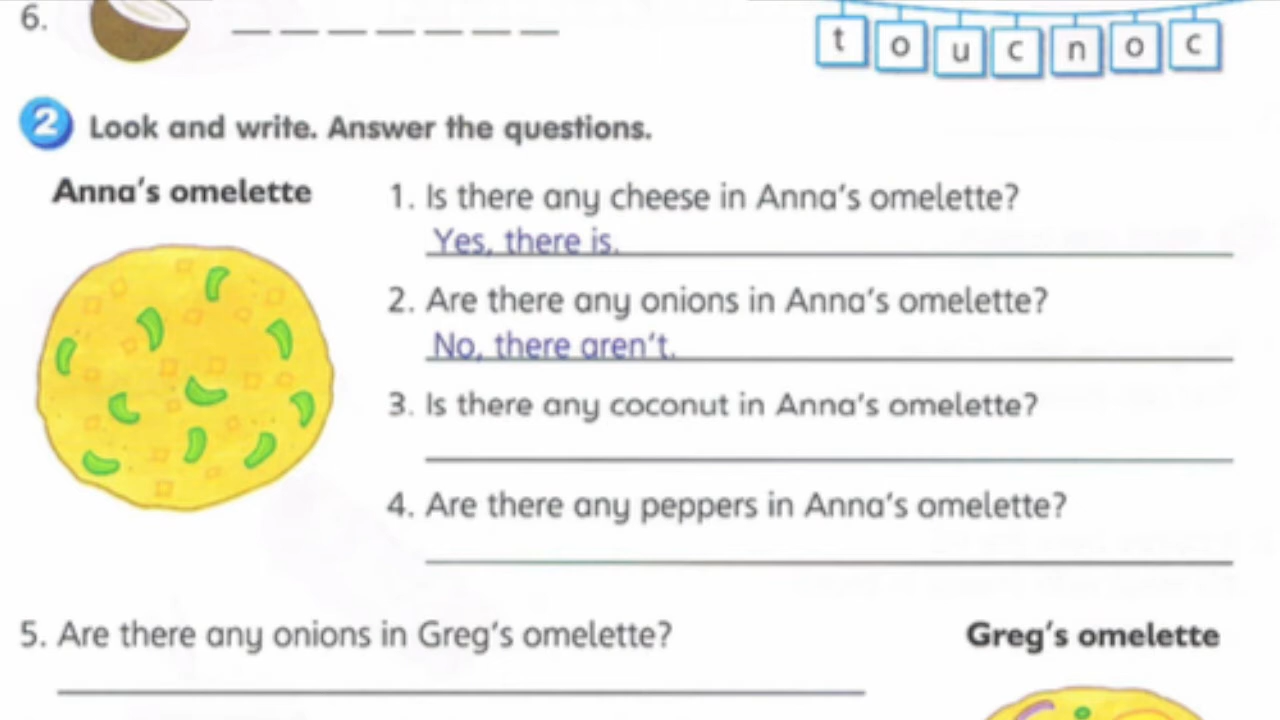 6. _ _ _ _ _ _ _
t o u c n o c
2 Look and write. Answer the questions.
Anna's omelette
1. Is there any cheese in Anna's omelette?
Yes, there is.
2. Are there any onions in Anna's omelette?
No, there aren't.
3. Is there any coconut in Anna's omelette?
4. Are there any peppers in Anna's omelette?
5. Are there any onions in Greg's omelette?
Greg's omelette